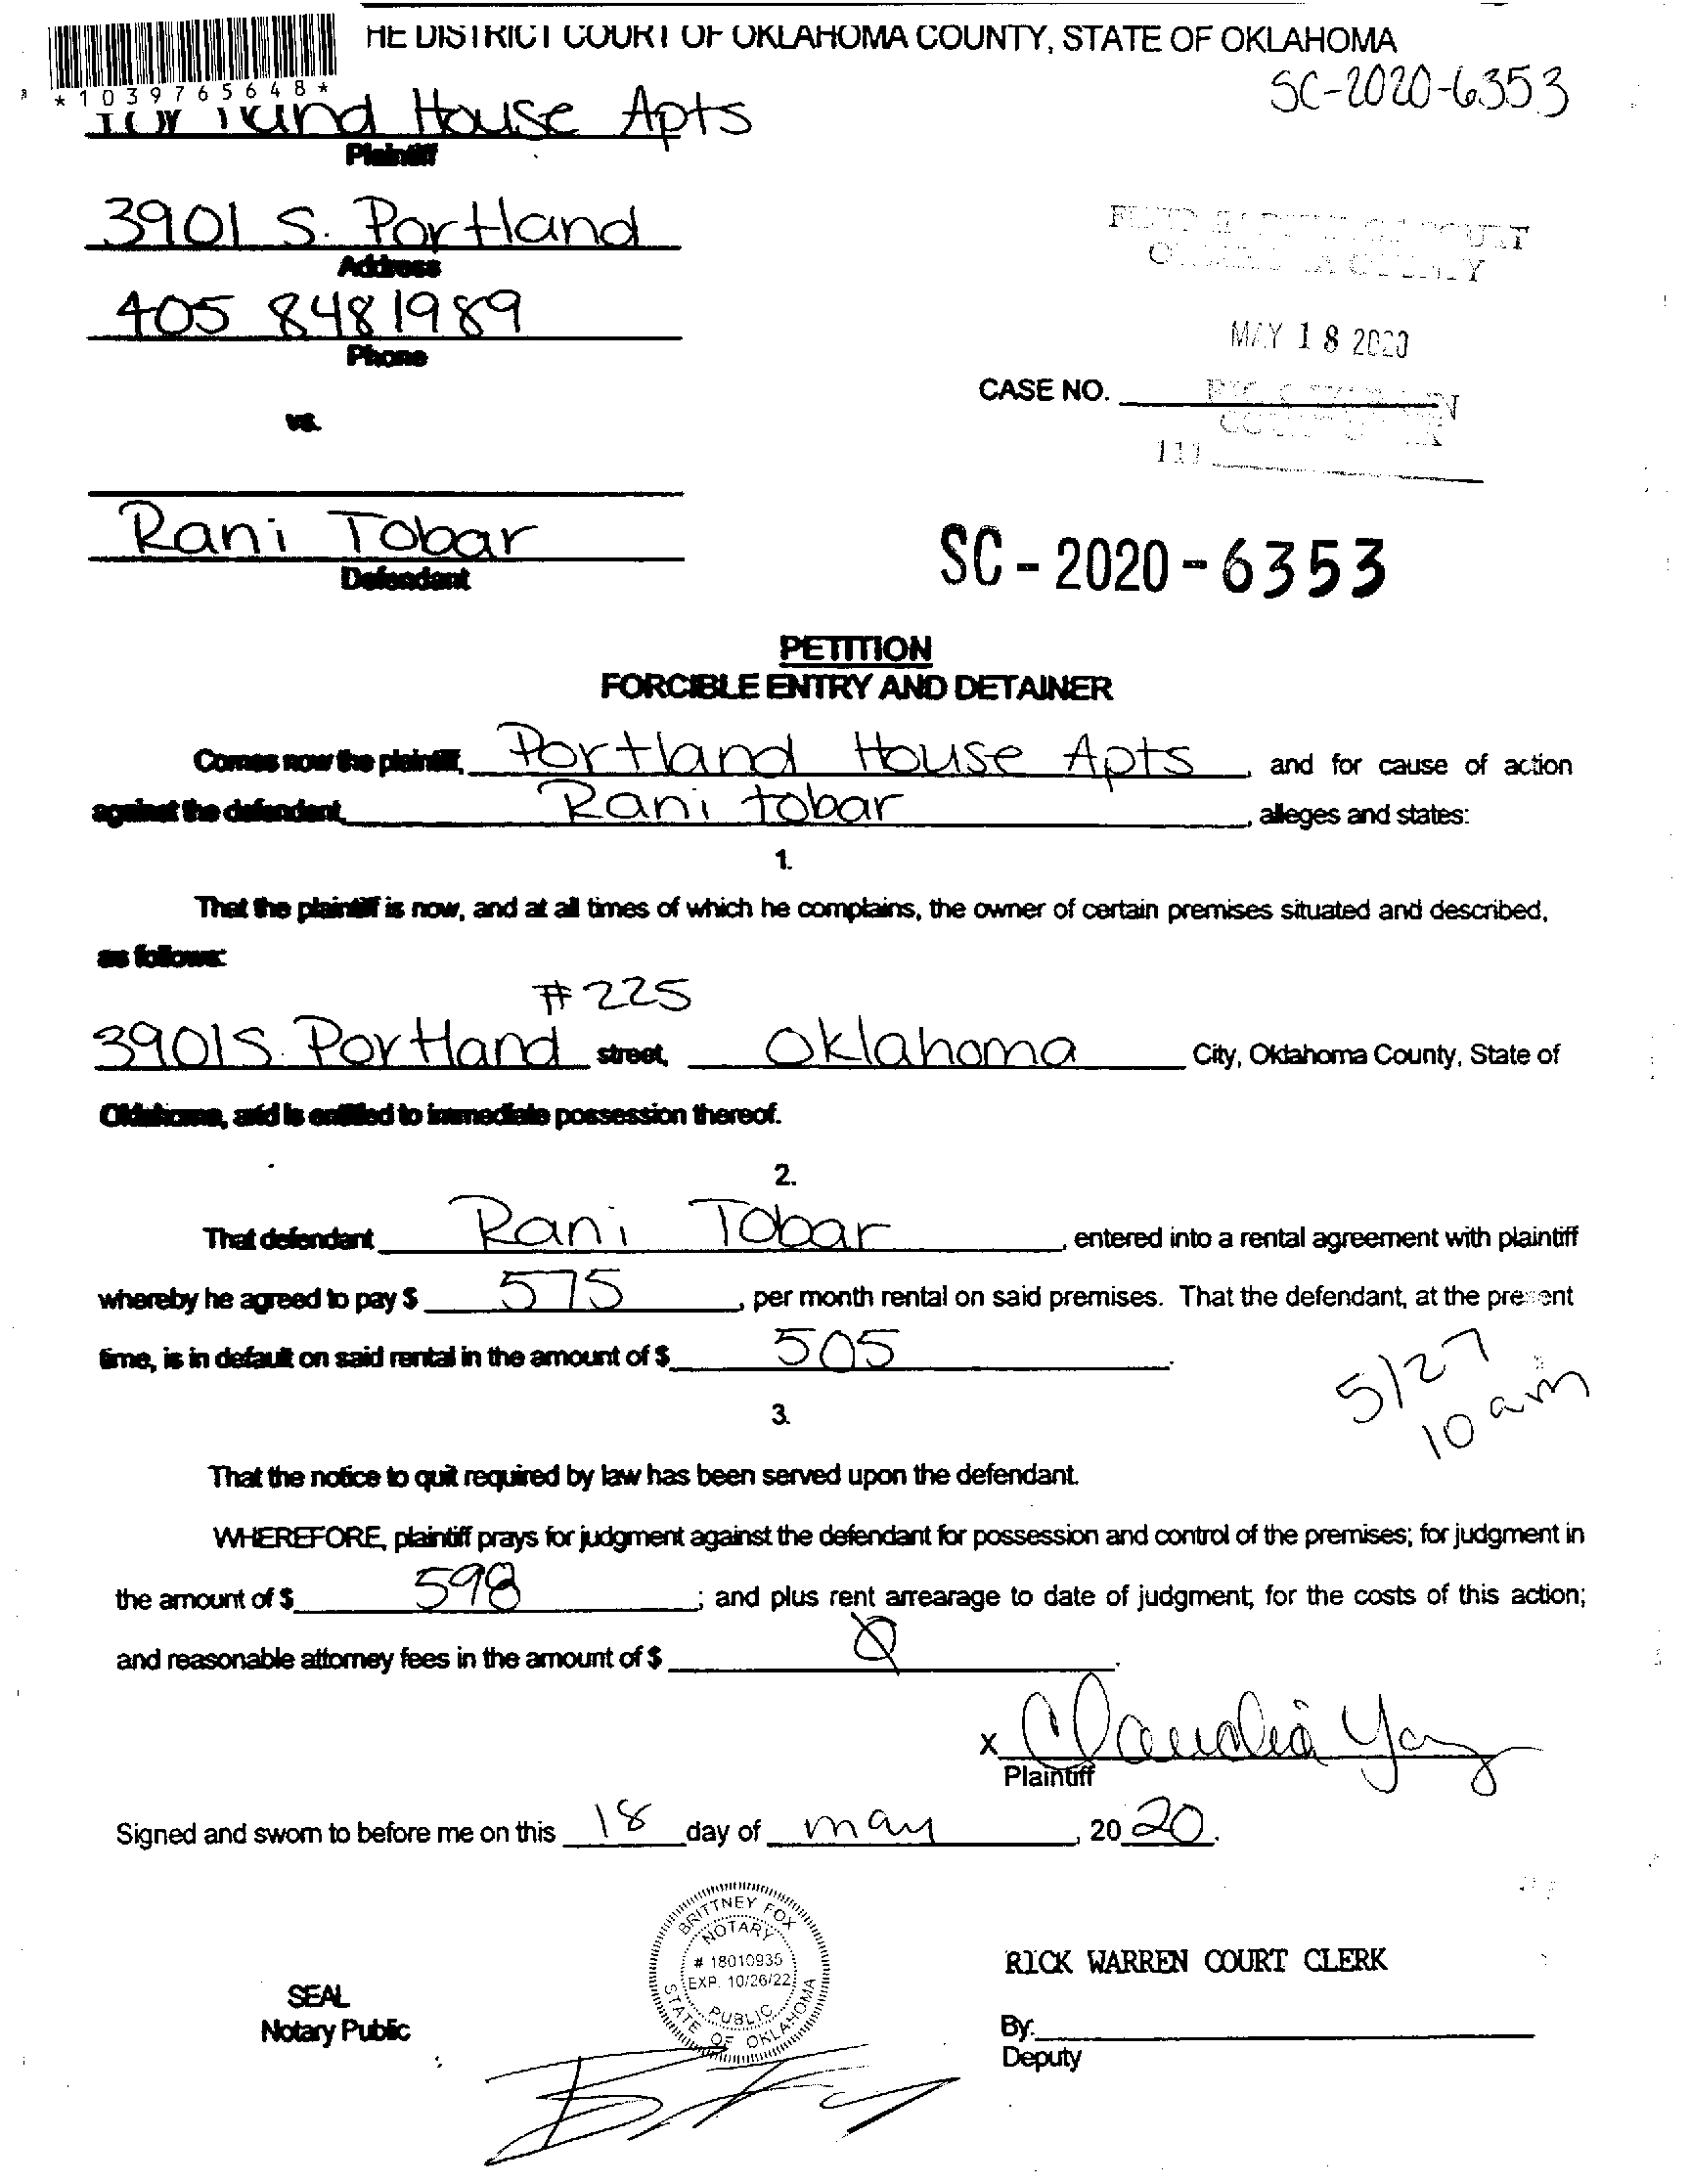 HE DISTRICT COURT OF OKLAHOMA COUNTY, STATE OF OKLAHOMA
*1039765648*
SC-2020-6353
House Apts
Plaintiff
3901 S. Portland
Address
405 8481989
Phone
MAY 18 2020
CASE NO.
vs.
111
Rani Tobar
Defendant
SC-2020-6353
PETITION
FORCIBLE ENTRY AND DETAINER
Comes now the plaintiff, Portland House Apts, and for cause of action
against the defendant, Rani tobar, alleges and states:
1.
That the plaintiff is now, and at all times of which he complains, the owner of certain premises situated and described,
as follows:
#225
3901 S. Portland street, Oklahoma City, Oklahoma County, State of
Oklahoma, and is entitled to immediate possession thereof.
2.
That defendant Rani Tobar, entered into a rental agreement with plaintiff
whereby he agreed to pay $ 575, per month rental on said premises. That the defendant, at the present
time, is in default on said rental in the amount of $ 505.
5/27
10 am
3.
That the notice to quit required by law has been served upon the defendant.
WHEREFORE, plaintiff prays for judgment against the defendant for possession and control of the premises; for judgment in
the amount of $ 598; and plus rent arrearage to date of judgment; for the costs of this action;
and reasonable attorney fees in the amount of $ Ø.
X Claudia
Plaintiff
Signed and sworn to before me on this 18 day of may, 2020.
BRITTNEY FOX
NOTARY
# 18010935
EXP. 10/26/22
PUBLIC
STATE OF OKLAHOMA
SEAL
Notary Public
RICK WARREN COURT CLERK
By:
Deputy